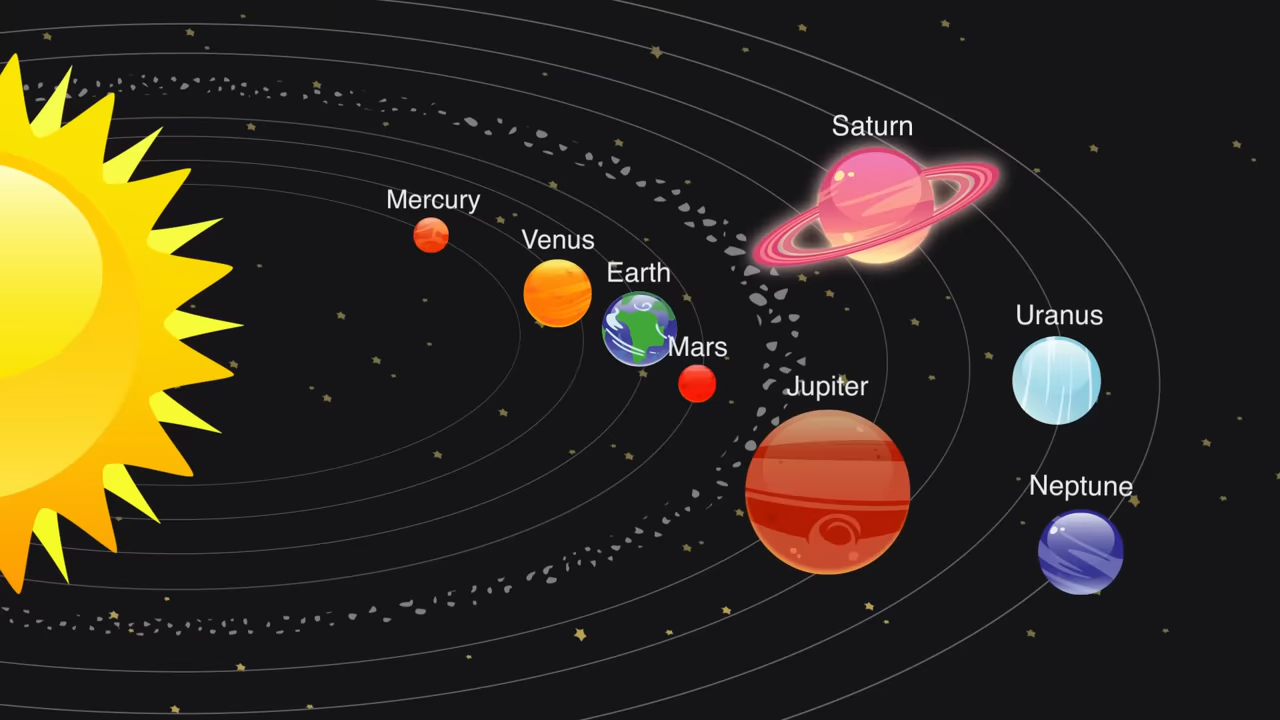 Saturn
Mercury
Venus
Earth
Uranus
Mars
Jupiter
Neptune